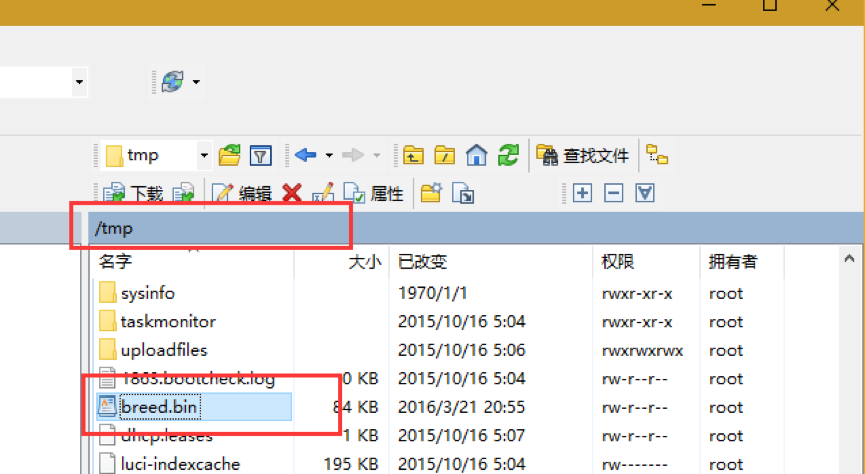 tmp 查找文件
下载 编辑 属性
/tmp
名字 大小 已改变 权限 拥有者
sysinfo 1970/1/1 rwxr-xr-x root
taskmonitor 2015/10/16 5:04 rwxr-xr-x root
uploadfiles 2015/10/16 5:06 rwxrwxrwx root
1863.bootcheck.log 0 KB 2015/10/16 5:04 rw-r--r-- root
breed.bin 84 KB 2016/3/21 20:55 rw-r--r-- root
dhcp.leases 1 KB 2015/10/16 5:07 rw-r--r-- root
luci-indexcache 195 KB 2015/10/16 5:04 rw------- root